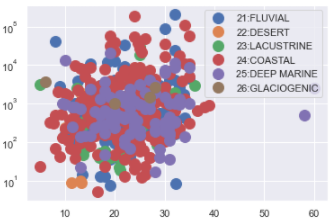 10⁵
10⁴
10³
10²
10¹
21:FLUVIAL
22:DESERT
23:LACUSTRINE
24:COASTAL
25:DEEP MARINE
26:GLACIOGENIC
10 20 30 40 50 60